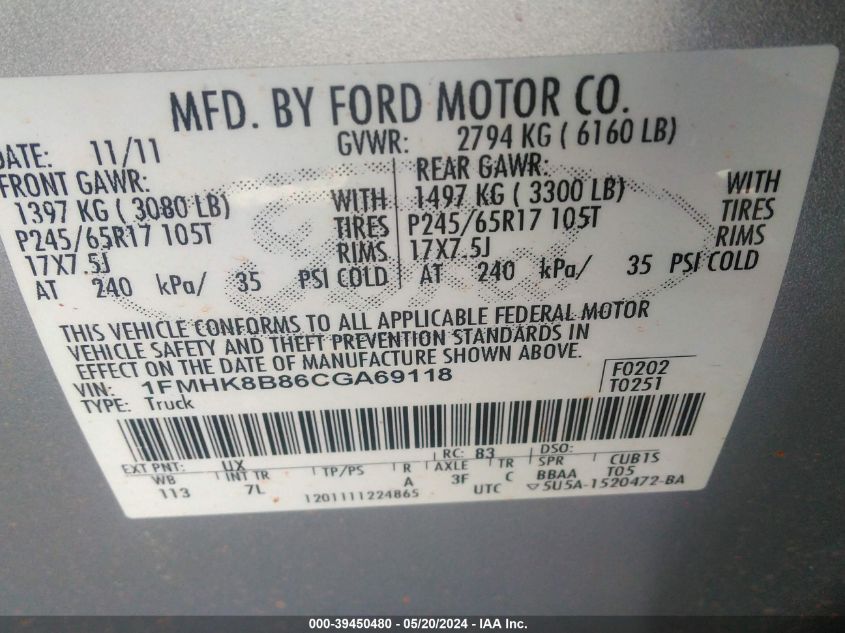 MFD. BY FORD MOTOR CO.
DATE: 11/11 GVWR: 2794 KG ( 6160 LB)
FRONT GAWR: REAR GAWR:
1397 KG ( 3080 LB) WITH 1497 KG ( 3300 LB) WITH
P245/65R17 105T TIRES P245/65R17 105T TIRES
17X7.5J RIMS 17X7.5J RIMS
AT 240 kPa/ 35 PSI COLD AT 240 kPa/ 35 PSI COLD
THIS VEHICLE CONFORMS TO ALL APPLICABLE FEDERAL MOTOR
VEHICLE SAFETY AND THEFT PREVENTION STANDARDS IN
EFFECT ON THE DATE OF MANUFACTURE SHOWN ABOVE.
VIN: 1FMHK8B86CGA69118 F0202
TYPE: Truck T0251
EXT PNT: UX RC: B3 DSO:
WB INT TR TP/PS R AXLE TR SPR CUB1S
113 7L A 3F C BBAA T05
1201111224865 UTC ▽5U5A-1520472-BA
000-39450480 - 05/20/2024 - IAA Inc.